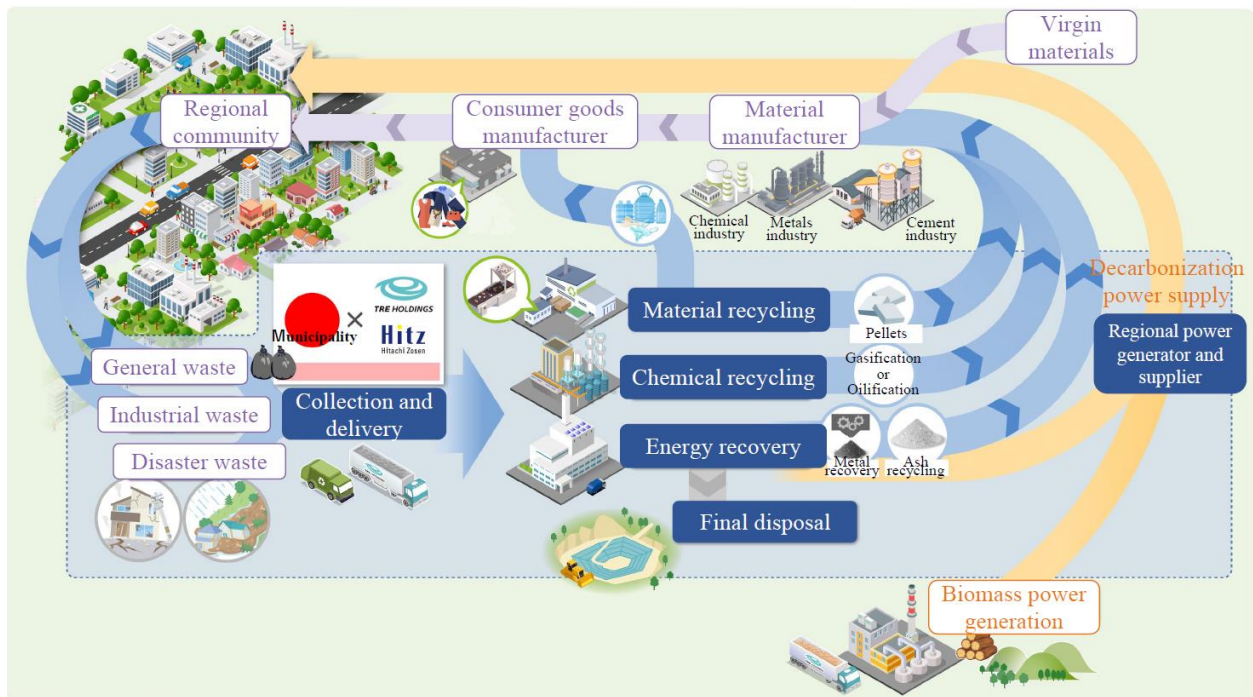 Virgin
materials
Regional
community
Consumer goods
manufacturer
Material
manufacturer
Chemical
industry
Metals
industry
Cement
industry
Decarbonization
power supply
Regional power
generator and
supplier
TRE HOLDINGS
×
Hitz
Hitachi Zosen
Municipality
General waste
Industrial waste
Disaster waste
Collection and
delivery
Material recycling
Pellets
Chemical recycling
Gasification
or
Oilification
Energy recovery
Metal
recovery
Ash
recycling
Final disposal
Biomass power
generation